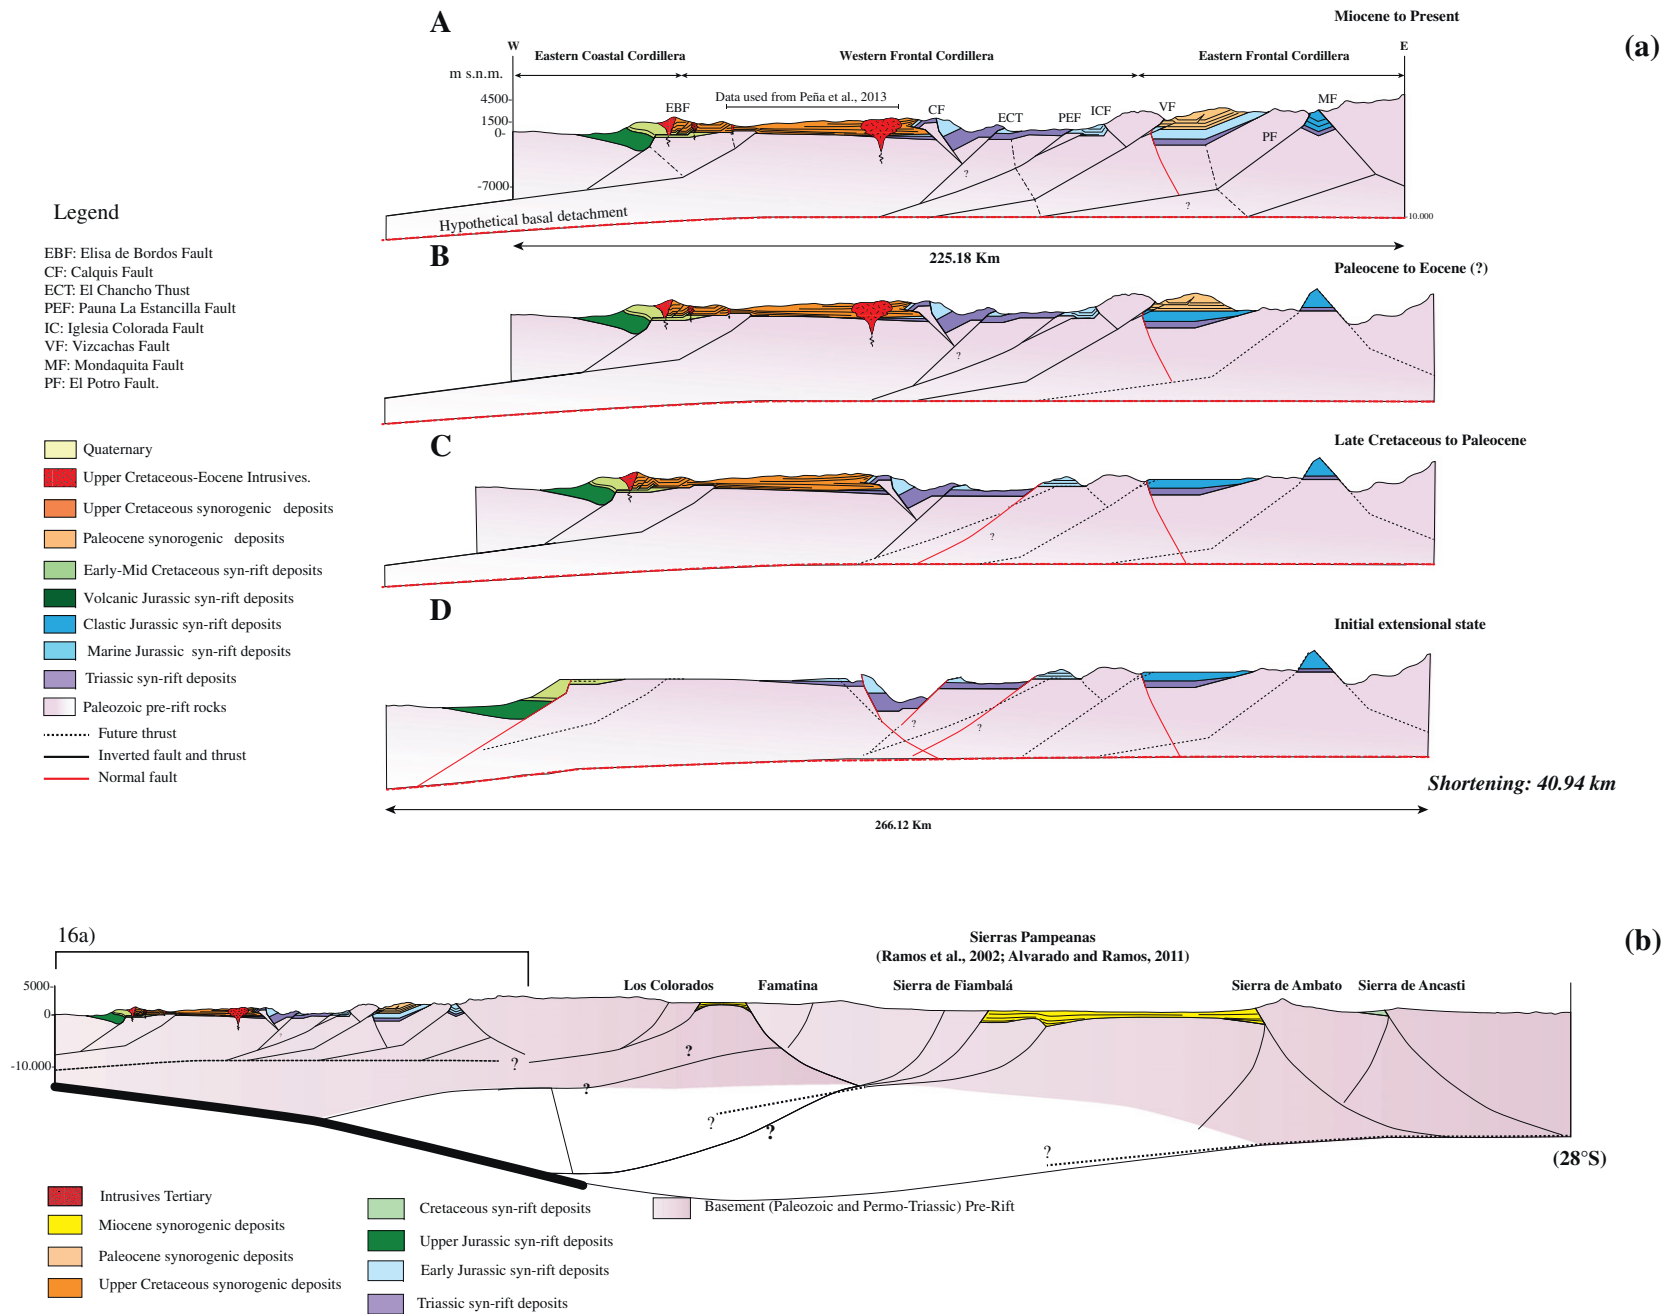 A
Miocene to Present
(a)
W
E
Eastern Coastal Cordillera
Western Frontal Cordillera
Eastern Frontal Cordillera
m s.n.m.
4500
1500
0
-7000
10.000
Data used from Peña et al., 2013
EBF
CF
ECT
PEF
ICF
VF
PF
MF
?
?
Hypothetical basal detachment
225.18 Km
Legend
EBF: Elisa de Bordos Fault
CF: Calquis Fault
ECT: El Chancho Thust
PEF: Pauna La Estancilla Fault
IC: Iglesia Colorada Fault
VF: Vizcachas Fault
MF: Mondaquita Fault
PF: El Potro Fault.
Quaternary
Upper Cretaceous-Eocene Intrusives.
Upper Cretaceous synorogenic deposits
Paleocene synorogenic deposits
Early-Mid Cretaceous syn-rift deposits
Volcanic Jurassic syn-rift deposits
Clastic Jurassic syn-rift deposits
Marine Jurassic syn-rift deposits
Triassic syn-rift deposits
Paleozoic pre-rift rocks
Future thrust
Inverted fault and thrust
Normal fault
B
Paleocene to Eocene (?)
?
C
Late Cretaceous to Paleocene
?
D
Initial extensional state
?
?
Shortening: 40.94 km
266.12 Km
16a)
Sierras Pampeanas
(Ramos et al., 2002; Alvarado and Ramos, 2011)
(b)
5000
0
-10.000
Los Colorados
Famatina
Sierra de Fiambalá
Sierra de Ambato
Sierra de Ancasti
?
?
?
?
?
?
(28°S)
Intrusives Tertiary
Miocene synorogenic deposits
Paleocene synorogenic deposits
Upper Cretaceous synorogenic deposits
Cretaceous syn-rift deposits
Upper Jurassic syn-rift deposits
Early Jurassic syn-rift deposits
Triassic syn-rift deposits
Basement (Paleozoic and Permo-Triassic) Pre-Rift